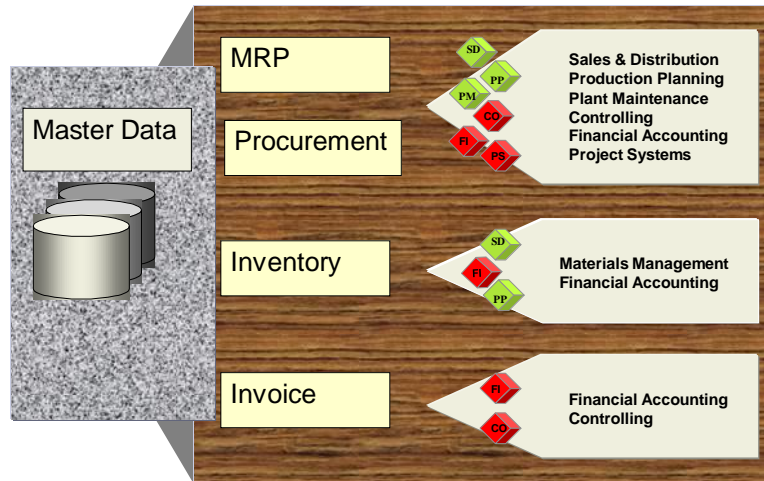 Master Data
MRP
Procurement
SD
PP
PM
CO
FI
PS
Sales & Distribution
Production Planning
Plant Maintenance
Controlling
Financial Accounting
Project Systems
Inventory
SD
FI
PP
Materials Management
Financial Accounting
Invoice
FI
CO
Financial Accounting
Controlling